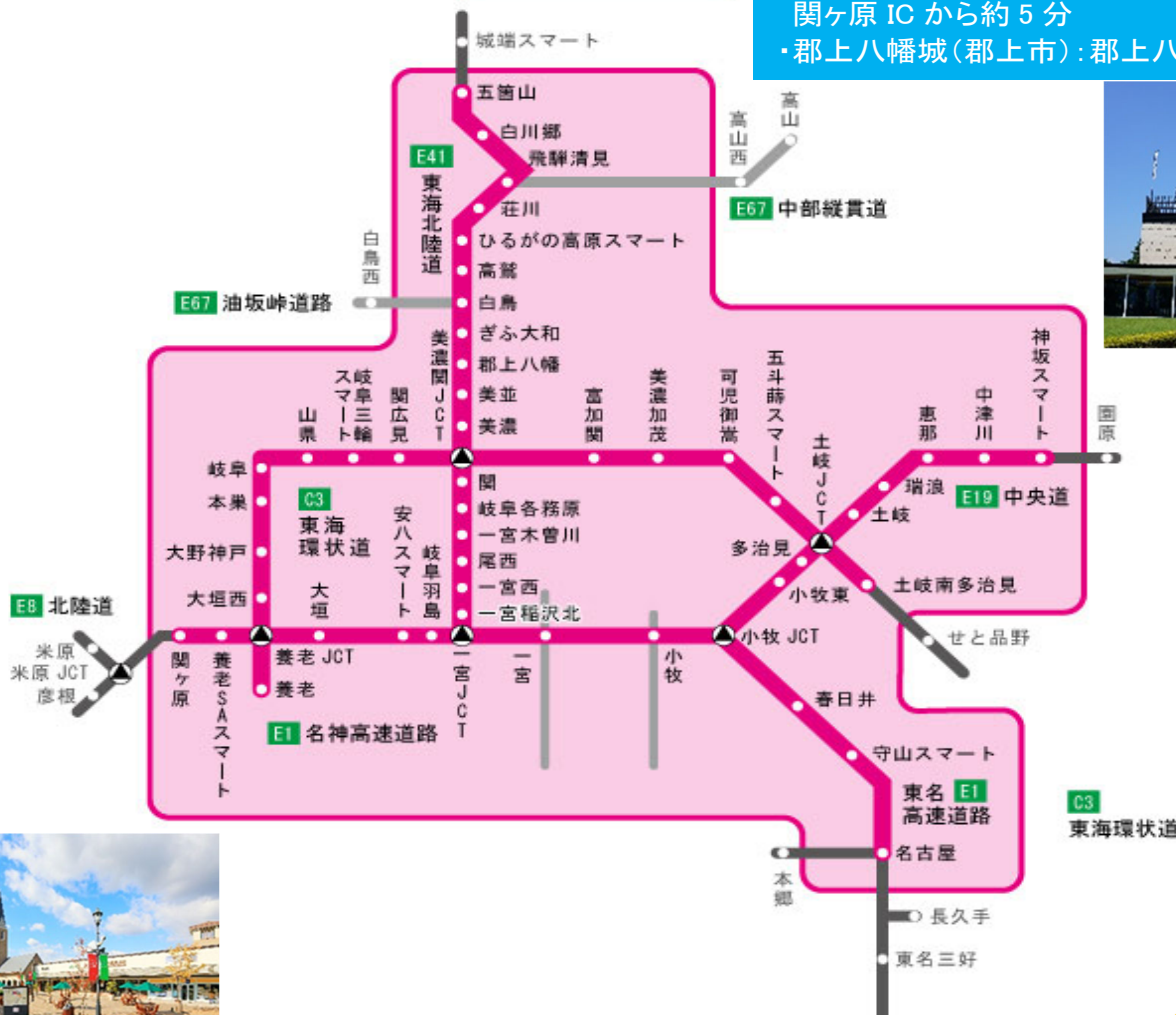 関ヶ原 IC から約 5 分
・郡上八幡城(郡上市):郡上八
城端スマート
五箇山
白川郷
飛騨清見
荘川
ひるがの高原スマート
高鷲
白鳥
ぎふ大和
郡上八幡
美並
美濃
E41
東海北陸道
高山西
高山
E67 中部縦貫道
白鳥西
E67 油坂峠道路
美濃関JCT
関広見
岐阜三輪
スマート
山県
岐阜
本巣
大野神戸
大垣西
C3
東海
環状道
富加関
美濃加茂
可児御嵩
五斗蒔スマート
土岐JCT
恵那
中津川
神坂スマート
園原
瑞浪
土岐
E19 中央道
関
岐阜各務原
一宮木曽川
尾西
一宮西
一宮稲沢北
多治見
小牧東
土岐南多治見
せと品野
E8 北陸道
米原
米原 JCT
彦根
関ヶ原
養老SAスマート
養老 JCT
養老
大垣
安八スマート
岐阜羽島
一宮JCT
一宮
小牧
小牧 JCT
E1 名神高速道路
春日井
守山スマート
東名 E1
高速道路
名古屋
本郷
長久手
東名三好
C3
東海環状道